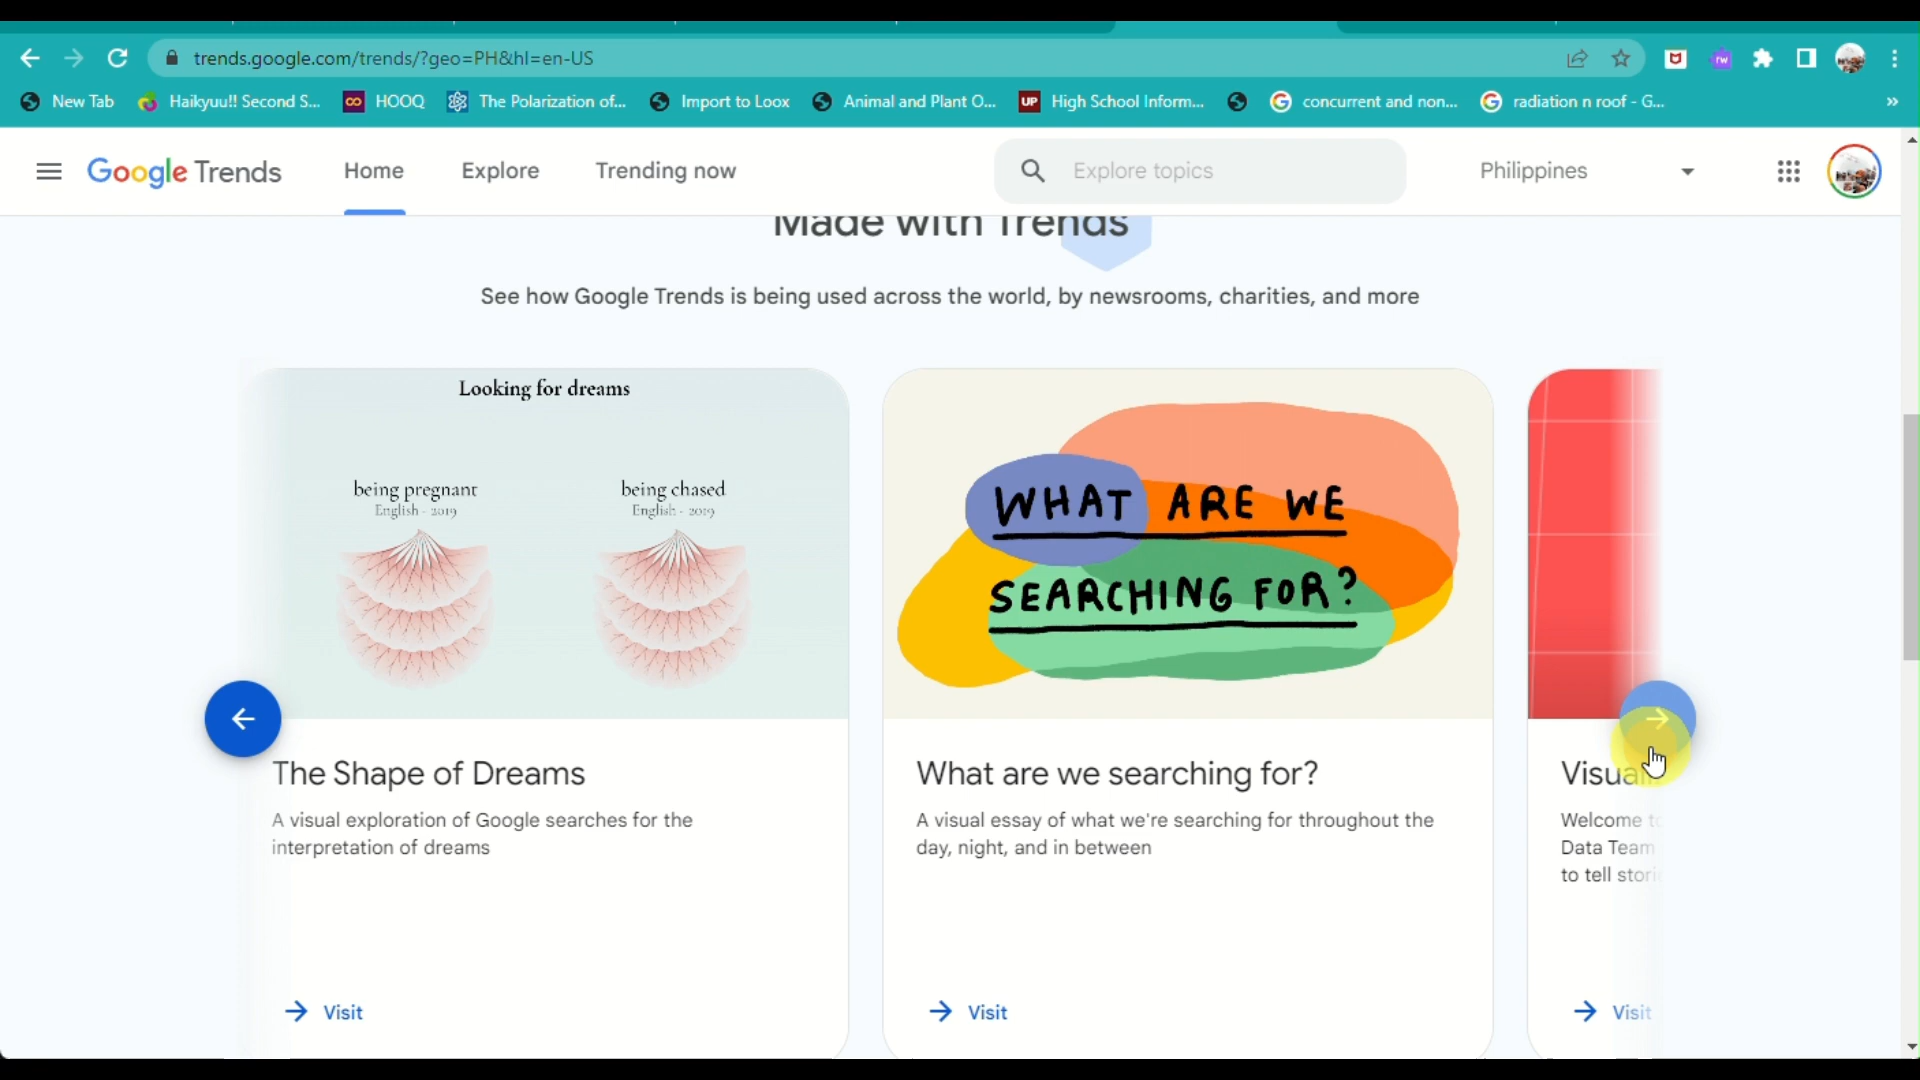 trends.google.com/trends/?geo=PH&hl=en-US
New Tab
Haikyuu!! Second S...
HOOQ
The Polarization of...
Import to Loox
Animal and Plant O...
UP
High School Inform...
concurrent and non...
radiation n roof - G...
»
Google Trends
Home
Explore
Trending now
Explore topics
Philippines
Made with Trends
See how Google Trends is being used across the world, by newsrooms, charities, and more
Looking for dreams
being pregnant
English - 2019
being chased
English - 2019
WHAT ARE WE
SEARCHING FOR?
The Shape of Dreams
A visual exploration of Google searches for the
interpretation of dreams
Visit
What are we searching for?
A visual essay of what we're searching for throughout the
day, night, and in between
Visit
Welcome
Data Team
to tell
Visit